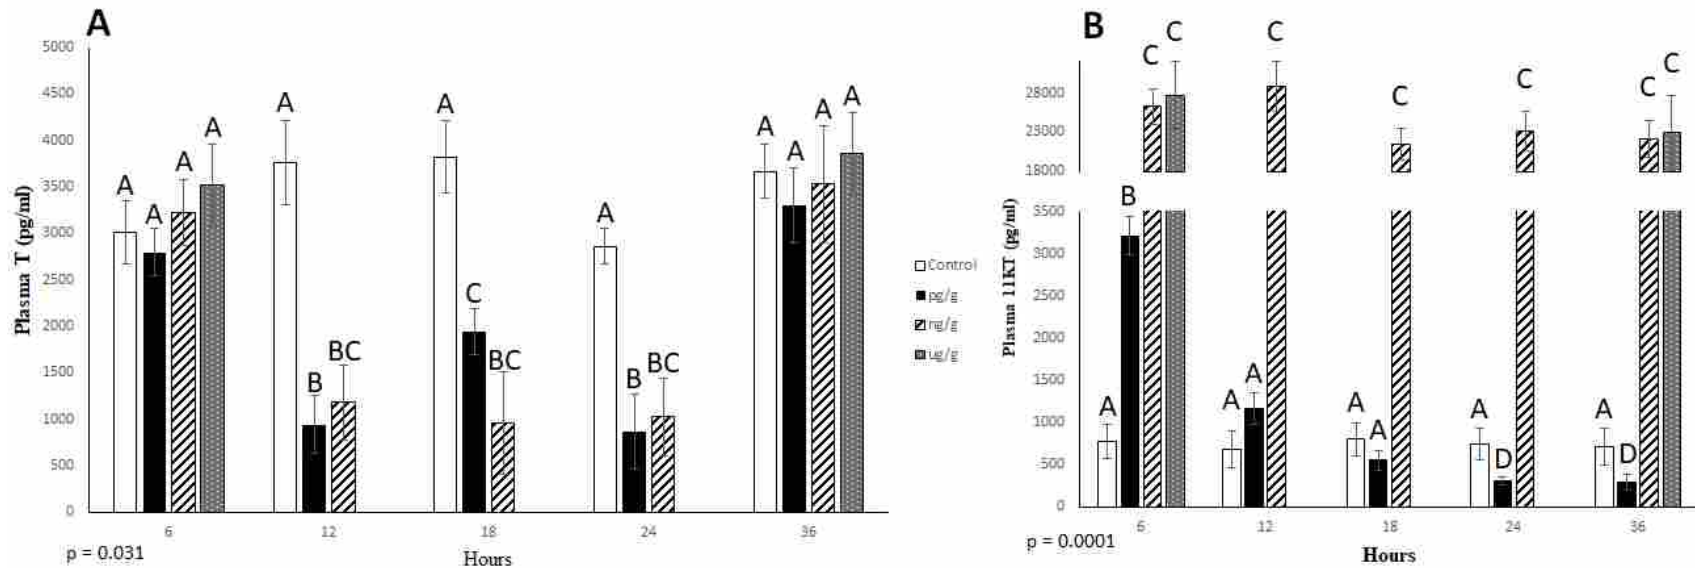 A
5000
4500
4000
3500
3000
2500
2000
1500
1000
500
0
Plasma T (pg/ml)
A A A A
A B BC
A C BC
A B BC
A A A A
6 12 18 24 36
Hours
p = 0.031
Control
pg/g
ng/g
ug/g
B
28000
23000
18000
3500
3000
2500
2000
1500
1000
500
0
Plasma 11KT (pg/ml)
A B C C
A A C
A A C
A D C
A D C C
6 12 18 24 36
Hours
p = 0.0001